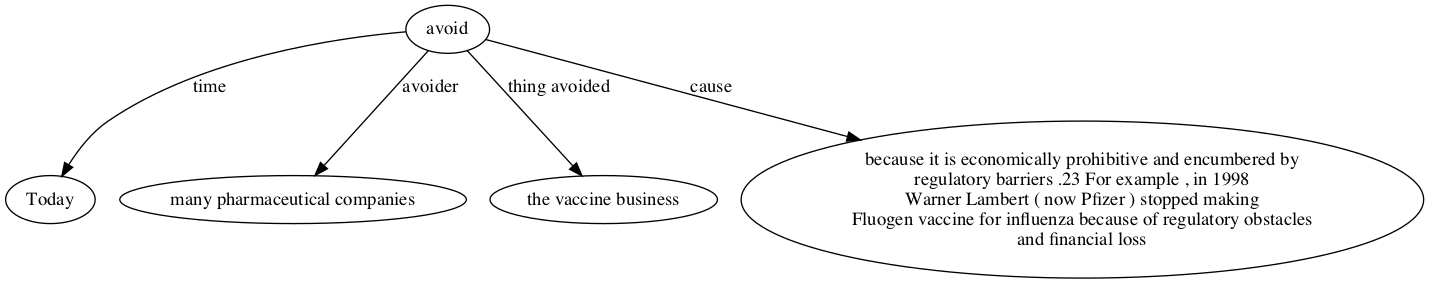 avoid
time
avoider
thing avoided
cause
Today
many pharmaceutical companies
the vaccine business
because it is economically prohibitive and encumbered by
regulatory barriers .23 For example , in 1998
Warner Lambert ( now Pfizer ) stopped making
Fluogen vaccine for influenza because of regulatory obstacles
and financial loss